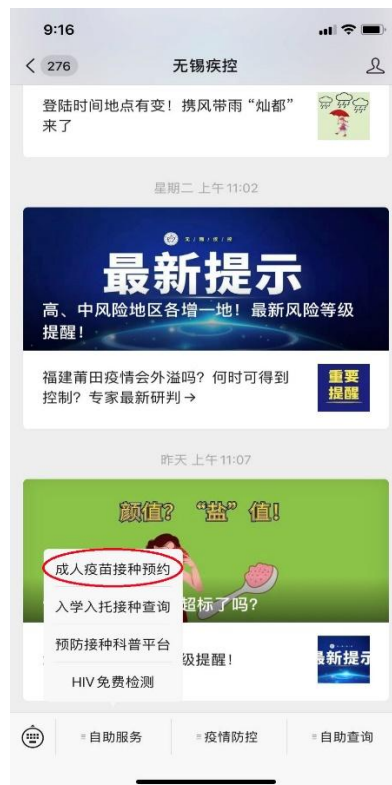 9:16
276
无锡疾控
登陆时间地点有变！携风带雨“灿都”
来了
星期二 上午11:02
无锡疾控
最新提示
高、中风险地区各增一地！最新风险等级
提醒！
福建莆田疫情会外溢吗？何时可得到
控制？专家最新研判→
重要
提醒
昨天 上午11:07
颜值？“盐”值！
超标了吗？
成人疫苗接种预约
入学入托接种查询
预防接种科普平台
HIV免费检测
级提醒！
最新提示
自助服务
疫情防控
自助查询